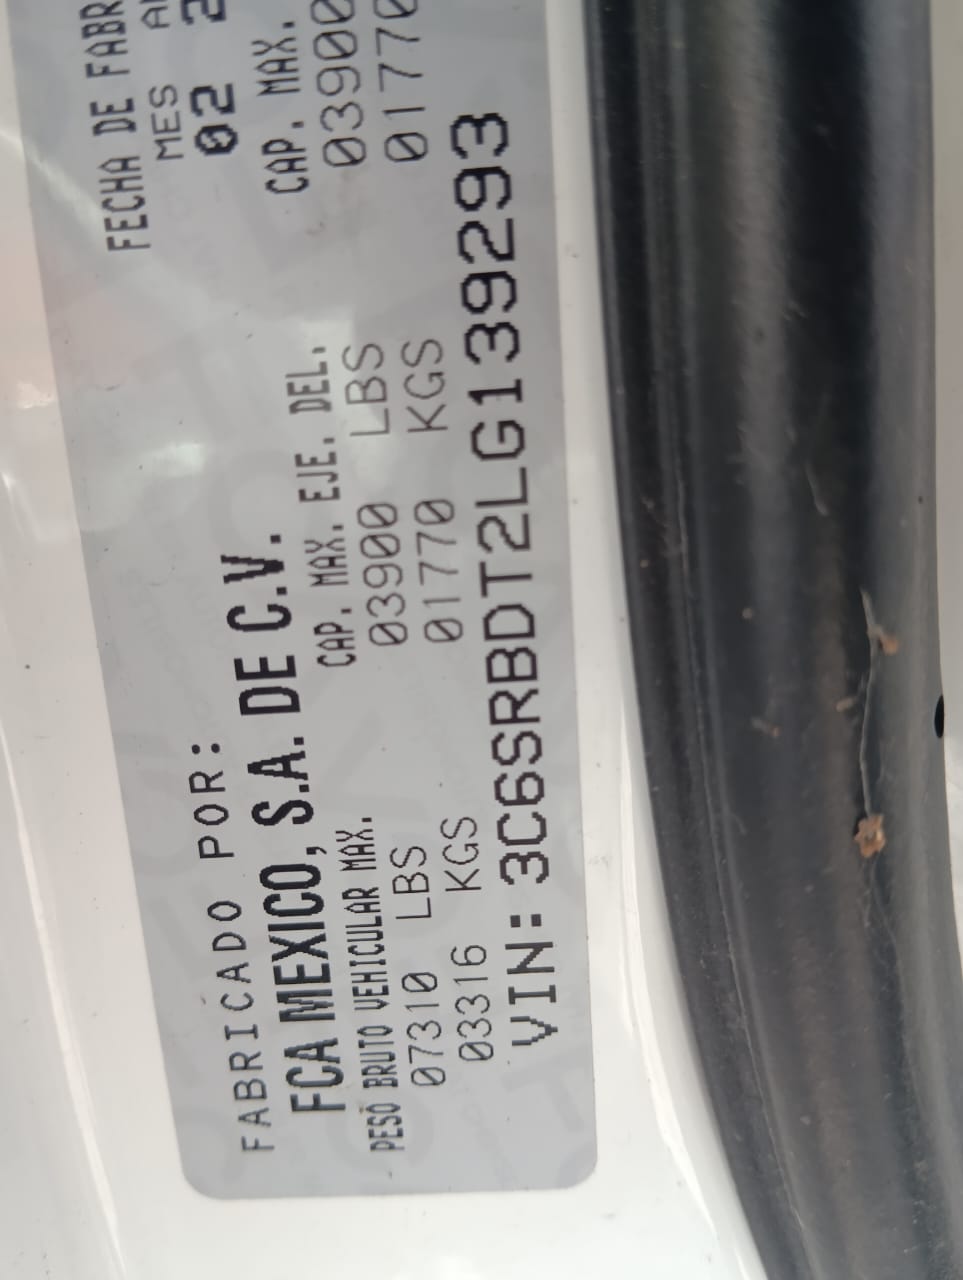 FABRICADO POR:
FCA MEXICO, S.A. DE C.V.
FECHA DE FABR
MES
02 2
PESO BRUTO VEHICULAR MAX.
07310 LBS
03316 KGS
CAP. MAX. EJE. DEL.
03900 LBS
01770 KGS
CAP. MAX.
03900
01770
VIN: 3C6SRBDT2LG139293